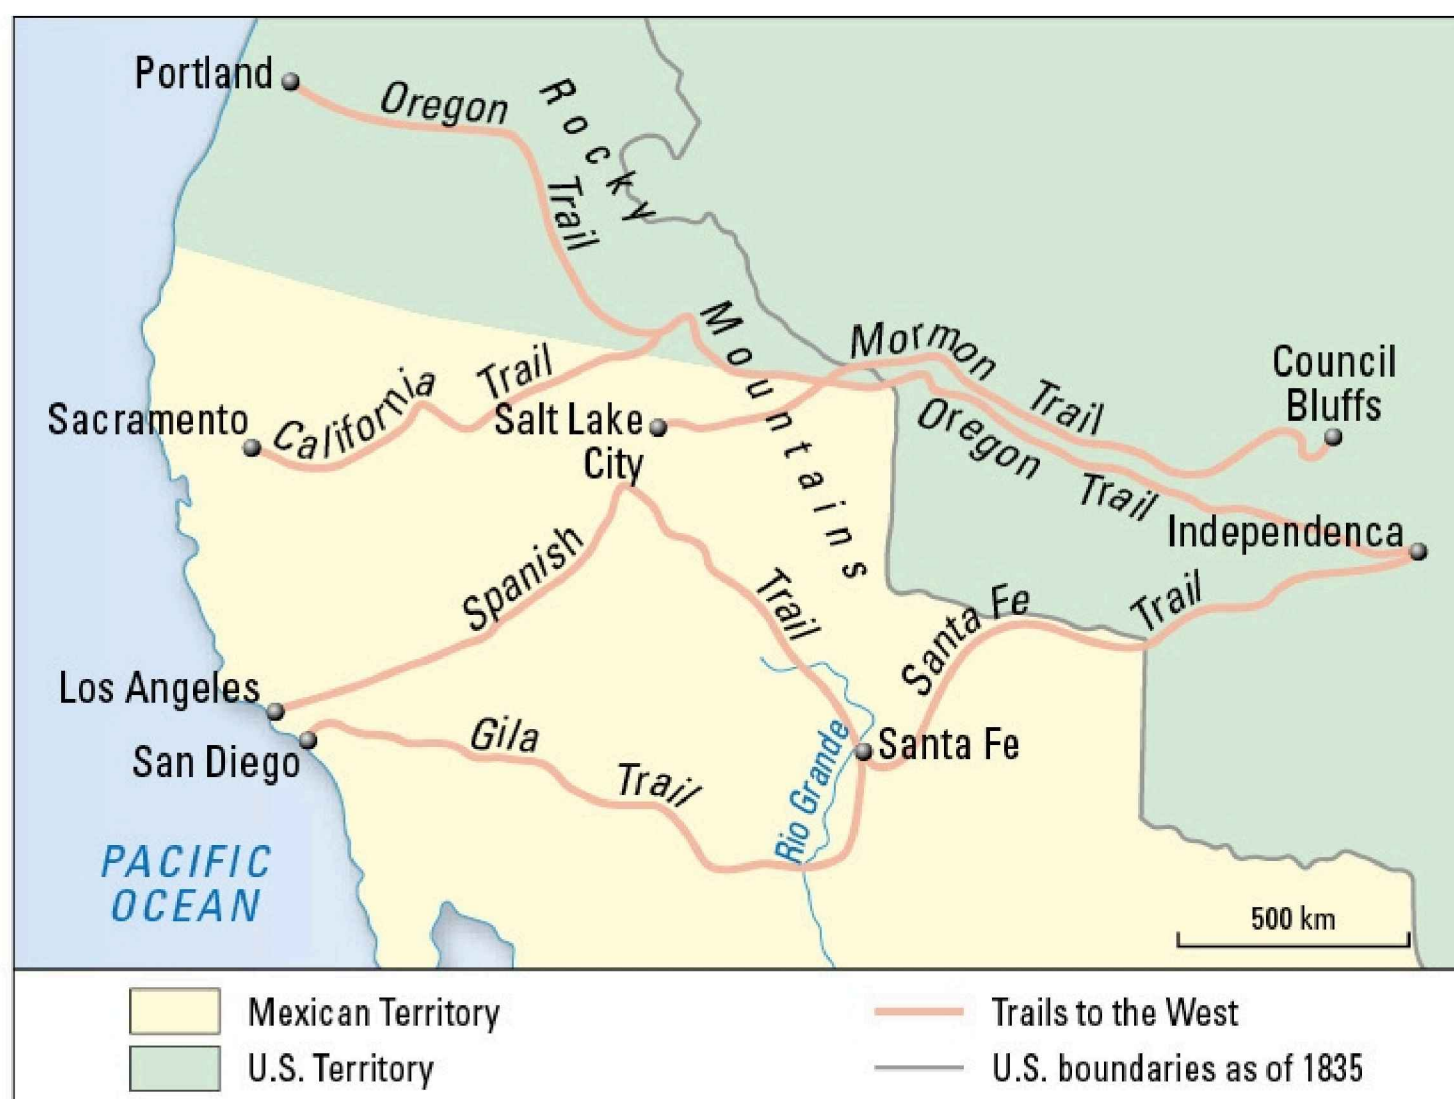 Portland
Oregon
Trail
Rocky
Mountains
Mormon
Trail
Council
Bluffs
Oregon
Trail
Independenca
California
Trail
Sacramento
Salt Lake
City
Spanish
Trail
Santa Fe
Trail
Los Angeles
San Diego
Gila
Trail
Rio Grande
Santa Fe
PACIFIC
OCEAN
500 km
Mexican Territory
U.S. Territory
Trails to the West
U.S. boundaries as of 1835